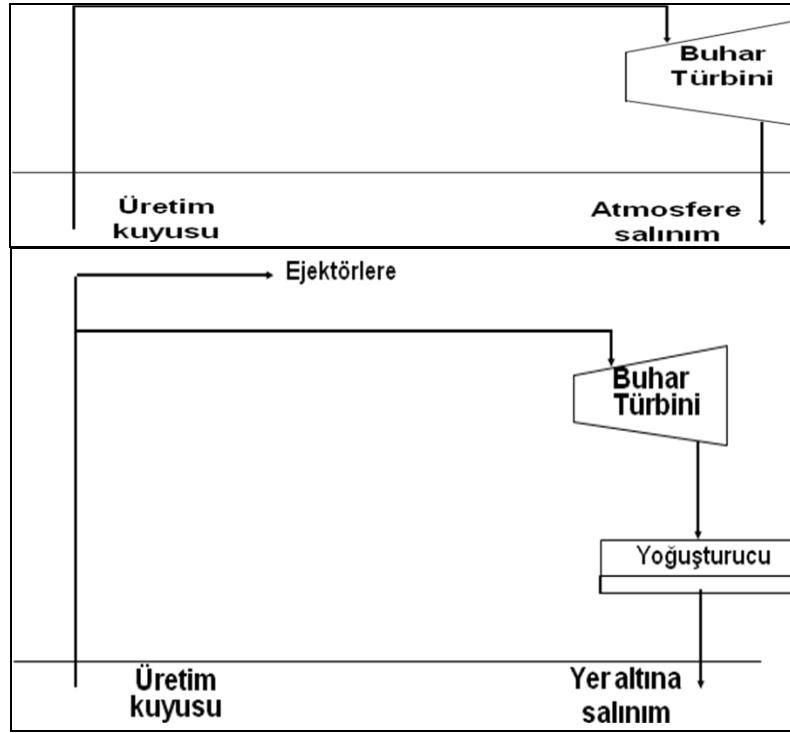 Buhar
Türbini
Üretim
kuyusu
Atmosfere
salınım
Ejektörlere
Buhar
Türbini
Yoğuşturucu
Üretim
kuyusu
Yer altına
salınım